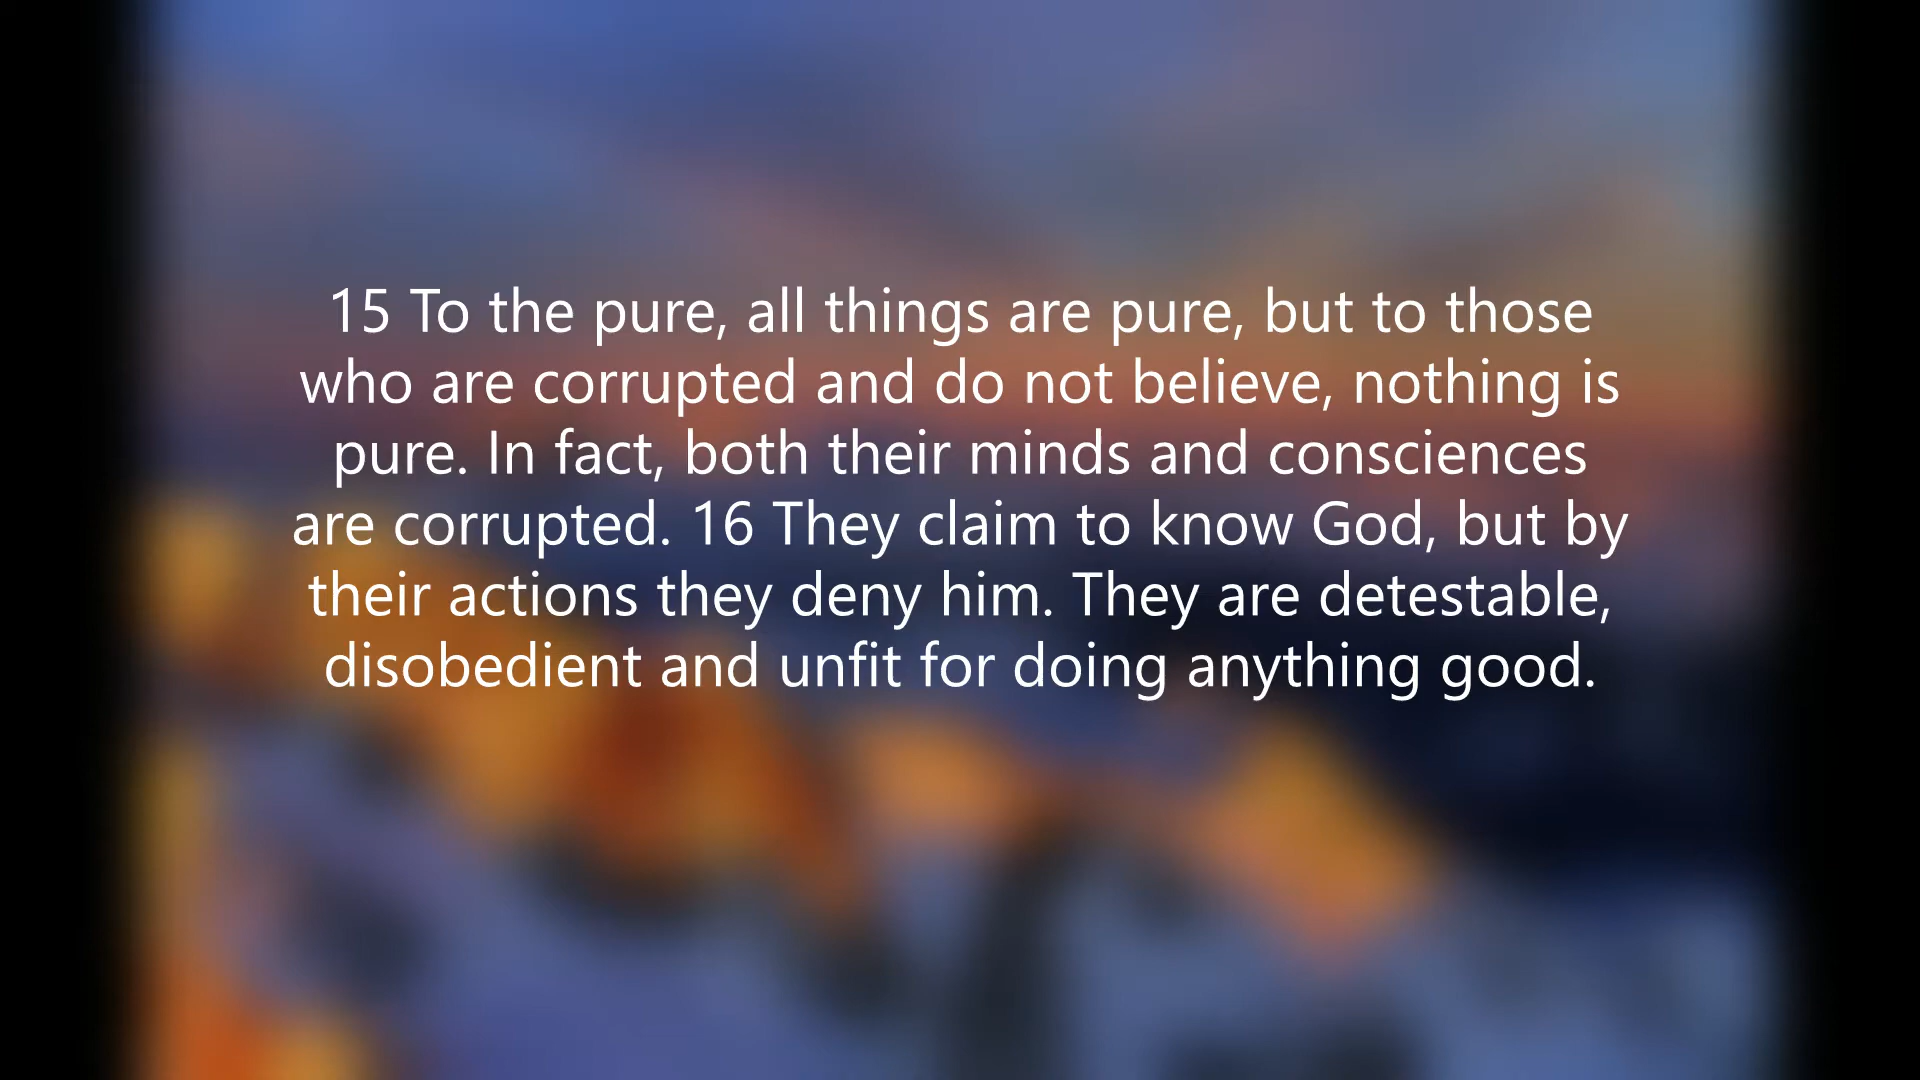 15 To the pure, all things are pure, but to those
who are corrupted and do not believe, nothing is
pure. In fact, both their minds and consciences
are corrupted. 16 They claim to know God, but by
their actions they deny him. They are detestable,
disobedient and unfit for doing anything good.